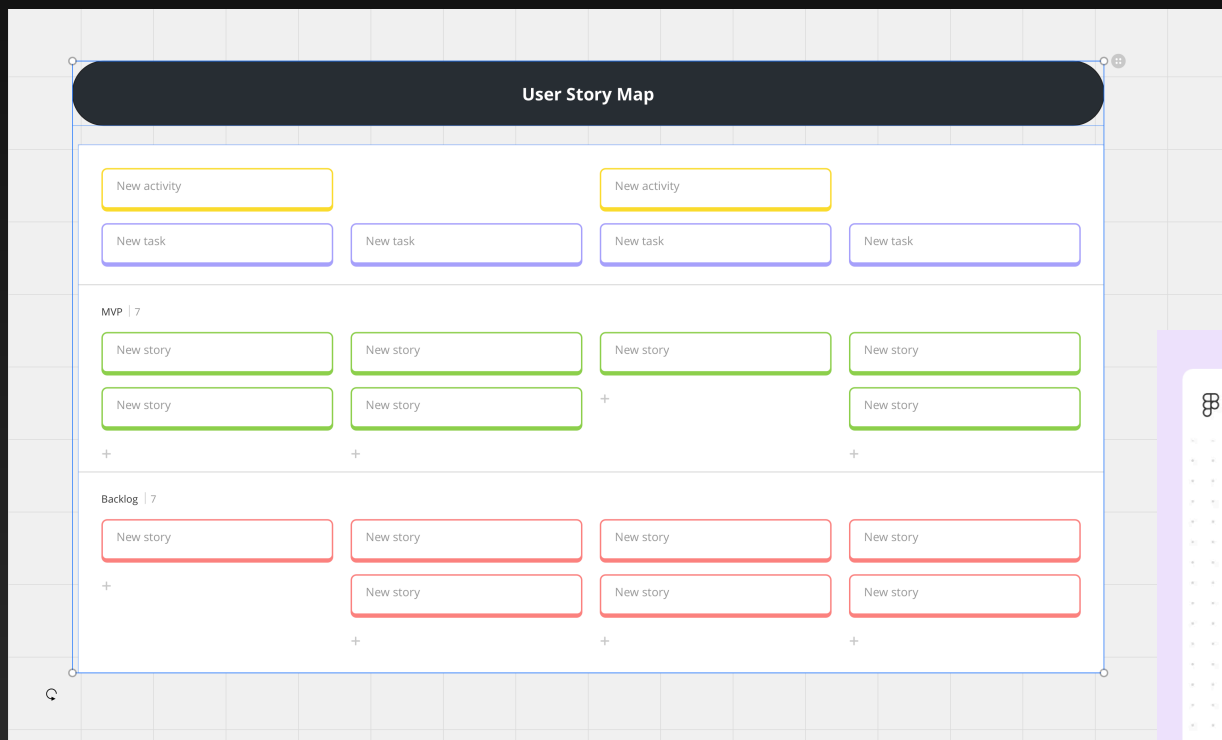 User Story Map
New activity New activity
New task New task New task New task
MVP 7
New story New story New story New story
New story New story New story
+
+ + +
Backlog 7
New story New story New story New story
+
New story New story New story
+ + +